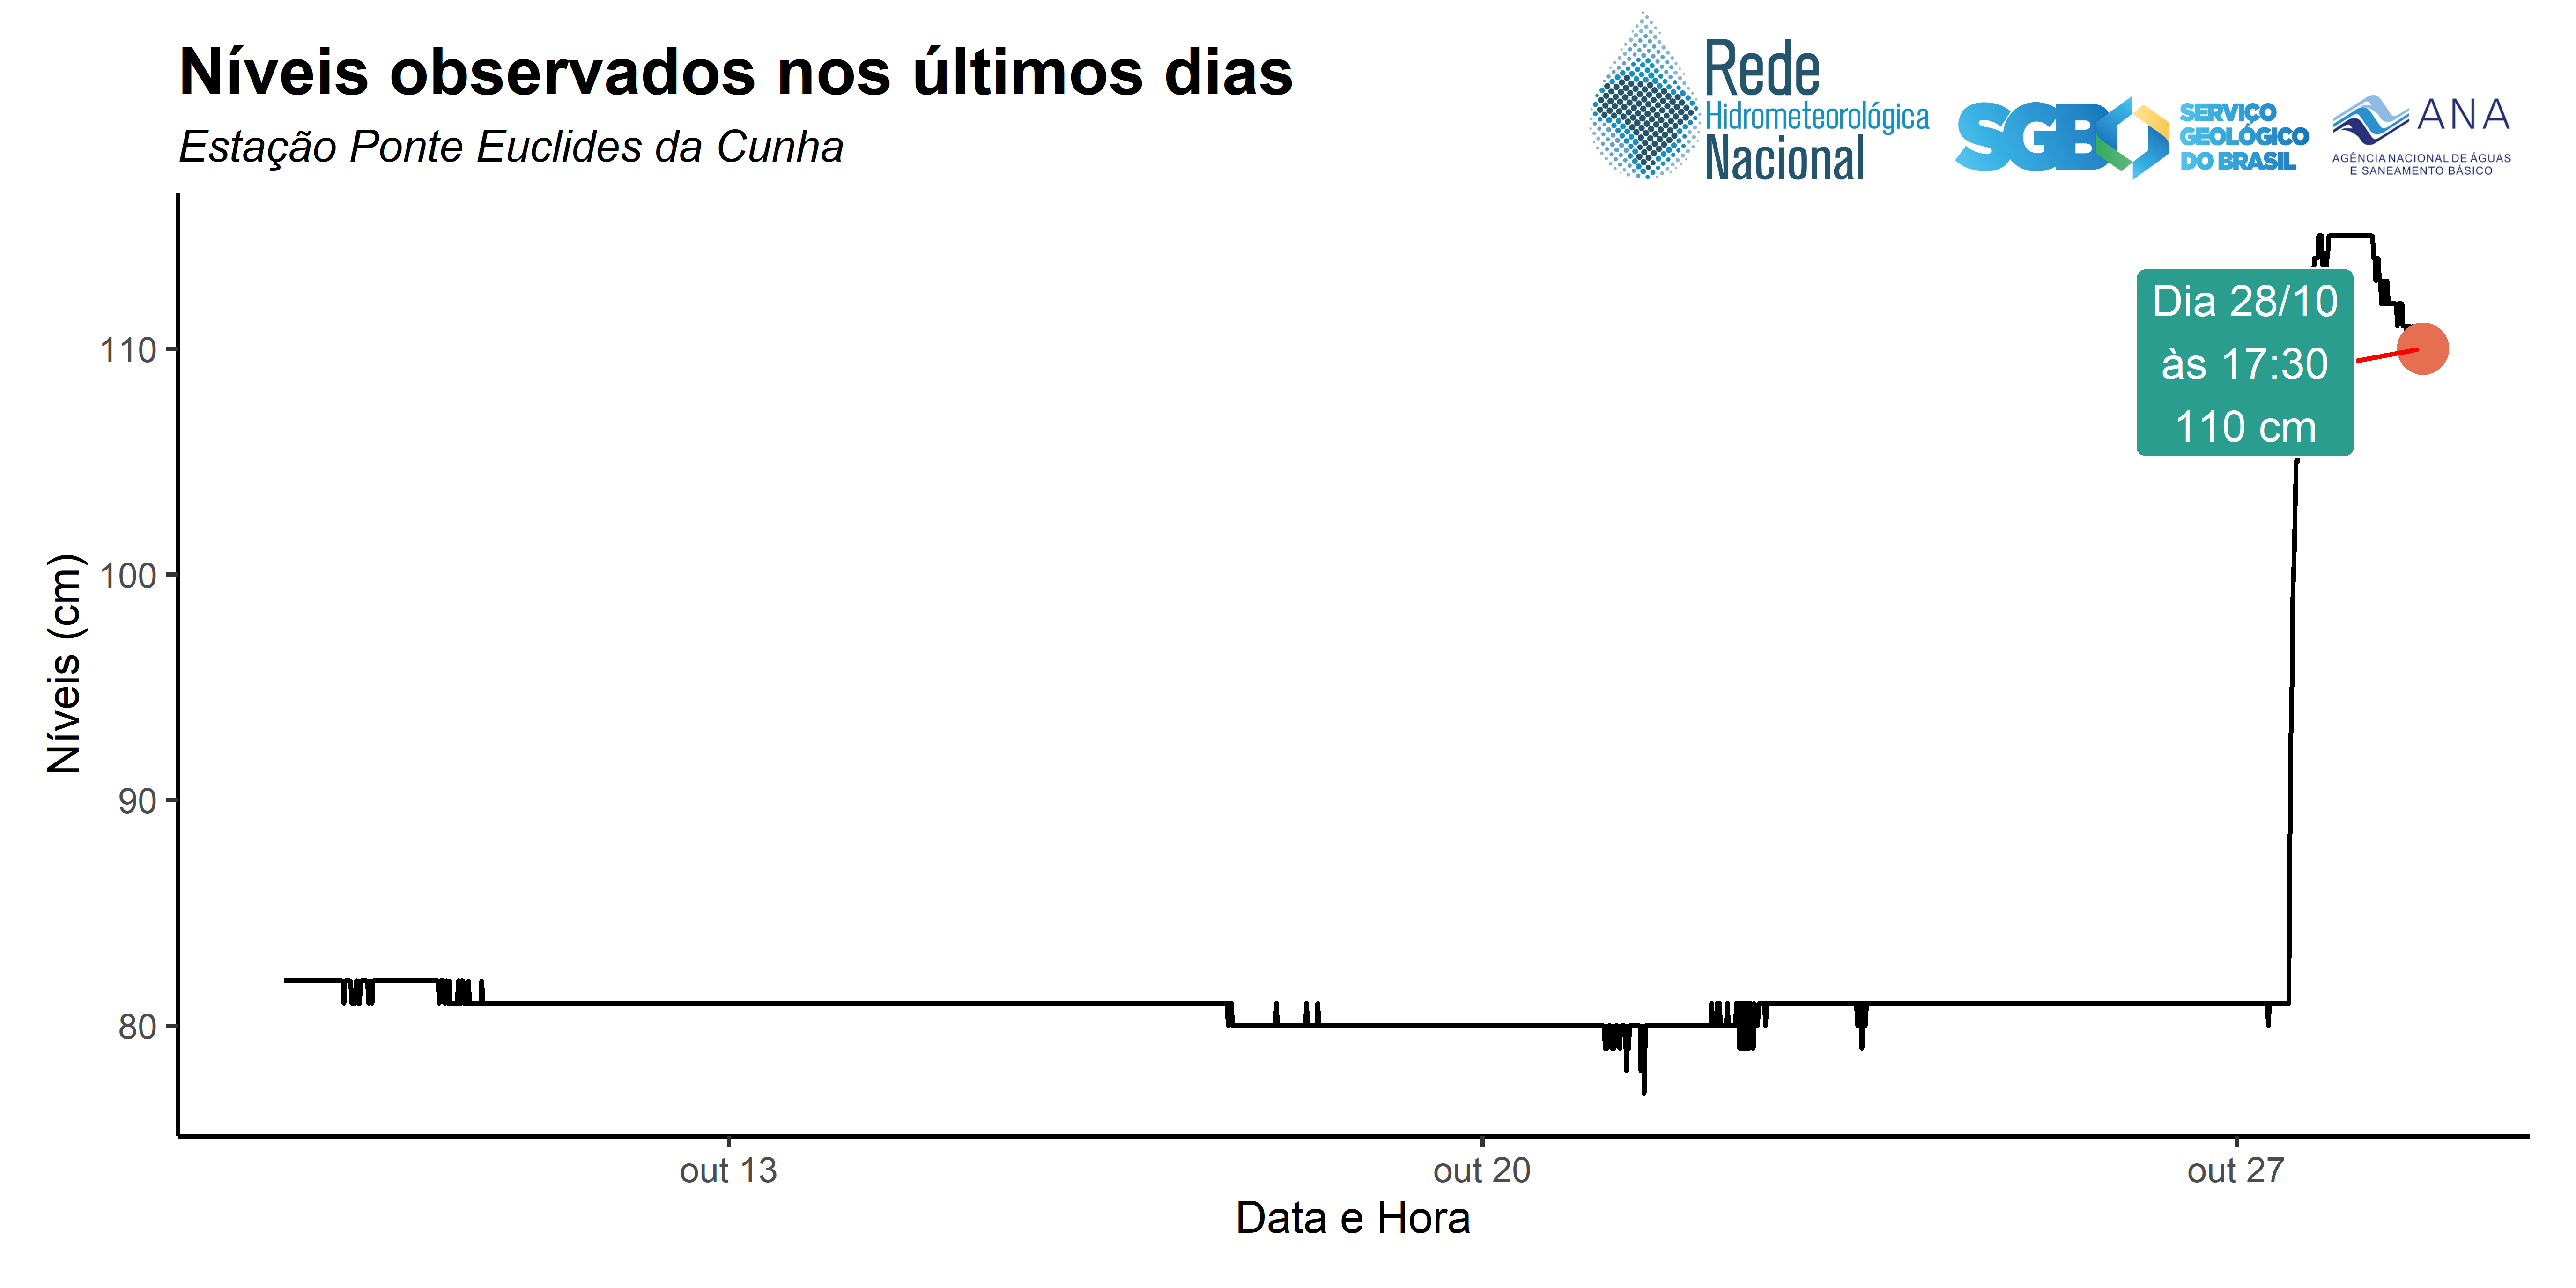 Níveis observados nos últimos dias
Estação Ponte Euclides da Cunha
Rede
Hidrometeorológica
Nacional
SGB
SERVIÇO
GEOLÓGICO
DO BRASIL
ANA
AGÊNCIA NACIONAL DE ÁGUAS
E SANEAMENTO BÁSICO
Níveis (cm)
110
100
90
80
Dia 28/10
às 17:30
110 cm
out 13
out 20
out 27
Data e Hora